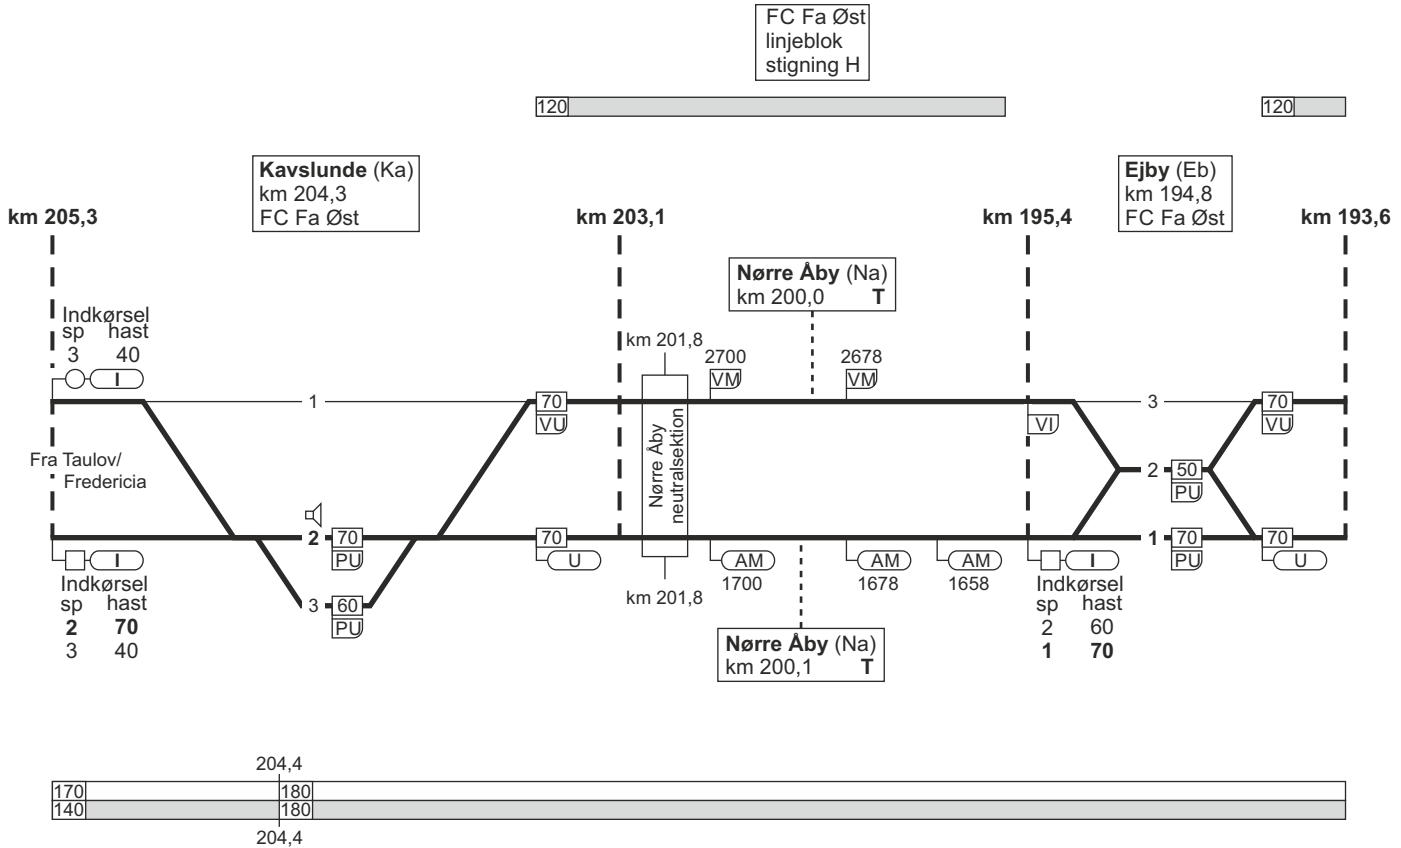 FC Fa Øst
linjeblok
stigning H
120
120
Kavslunde (Ka)
km 204,3
FC Fa Øst
Ejby (Eb)
km 194,8
FC Fa Øst
km 205,3
km 203,1
km 195,4
km 193,6
Nørre Åby (Na)
km 200,0 T
Indkørsel
sp hast
3 40
I
km 201,8
2700
VM
2678
VM
1
70
VU
3
70
VU
VI
Nørre Åby
neutralsektion
Fra Taulov/
Fredericia
2
50
PU
2
70
PU
70
U
1
70
PU
70
U
I
Indkørsel
sp hast
2 70
3 40
3
60
PU
km 201,8
AM
1700
AM
1678
AM
1658
I
Indkørsel
sp hast
2 60
1 70
Nørre Åby (Na)
km 200,1 T
204,4
170 180
140 180
204,4